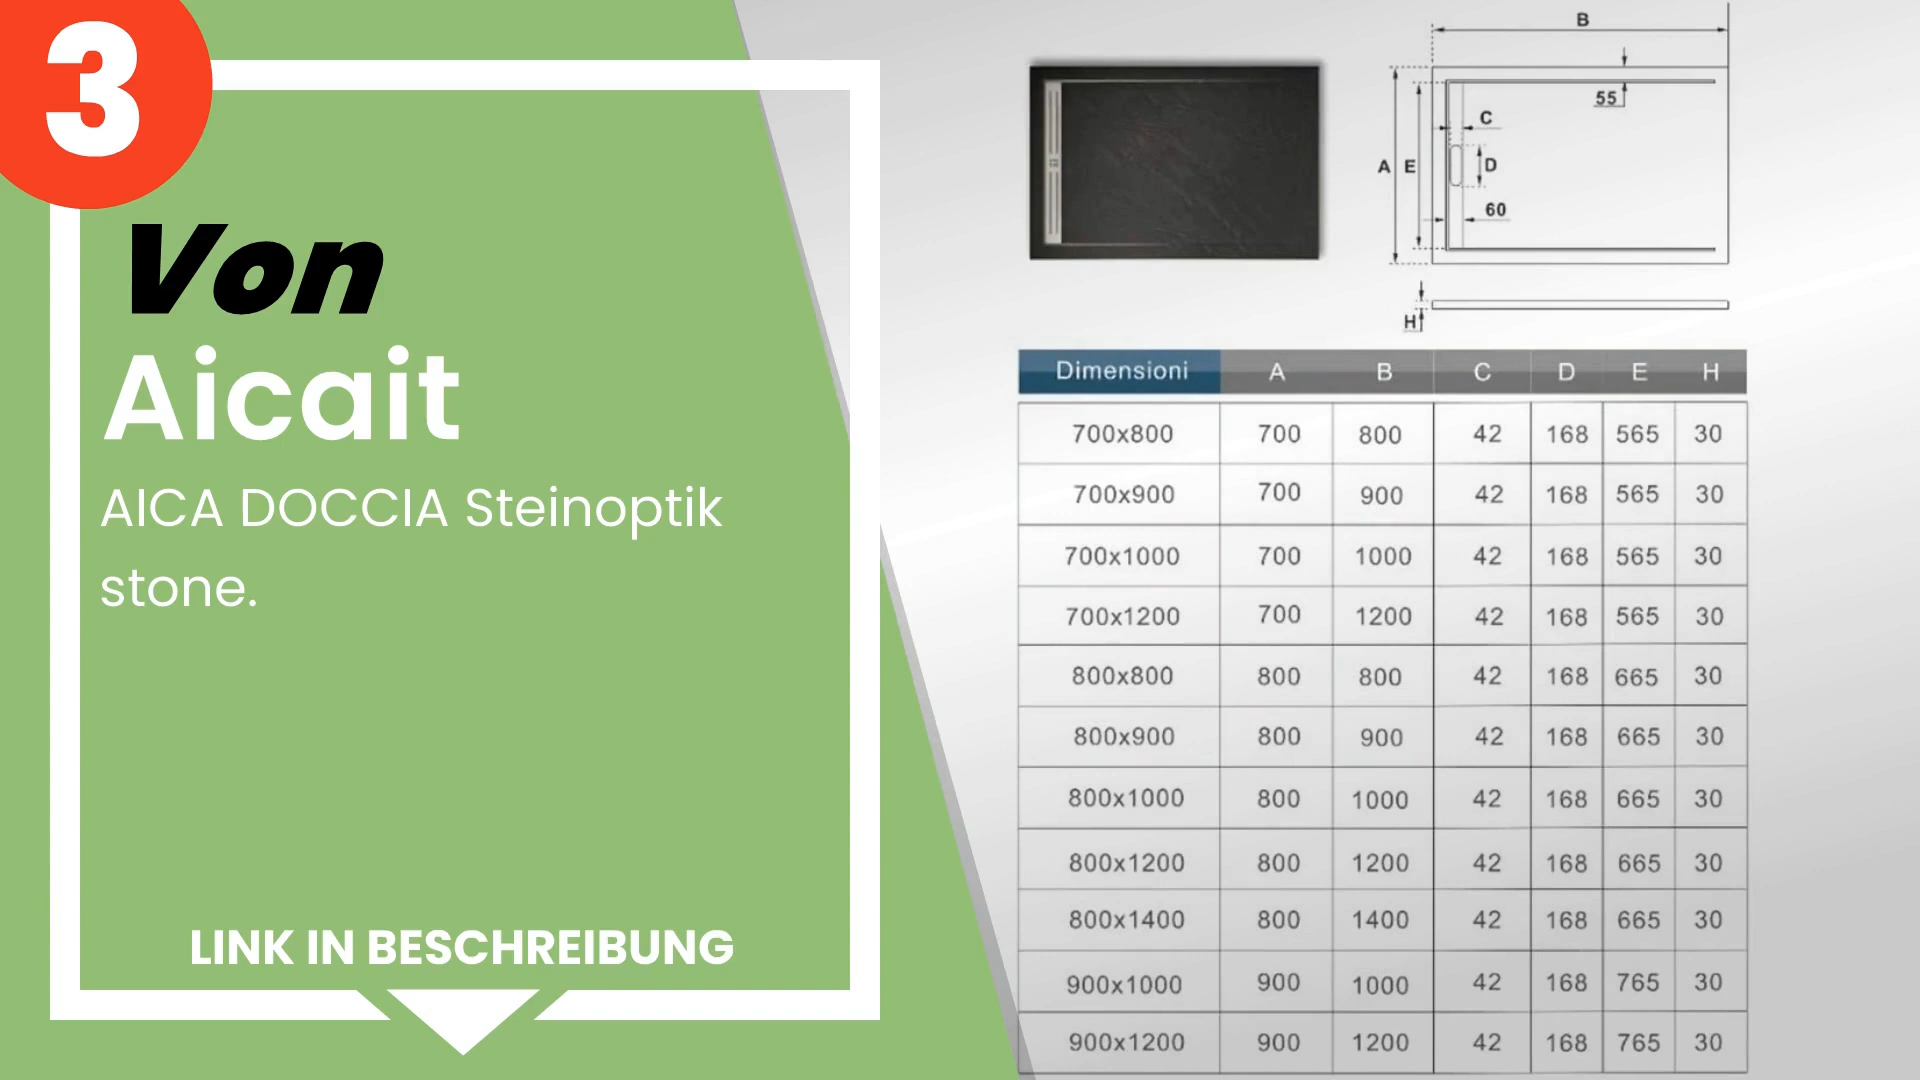 3
Von
Aicait
AICA DOCCIA Steinoptik
stone.
LINK IN BESCHREIBUNG
B
55
C
A E D
60
H
Dimensioni A B C D E H
700x800 700 800 42 168 565 30
700x900 700 900 42 168 565 30
700x1000 700 1000 42 168 565 30
700x1200 700 1200 42 168 565 30
800x800 800 800 42 168 665 30
800x900 800 900 42 168 665 30
800x1000 800 1000 42 168 665 30
800x1200 800 1200 42 168 665 30
800x1400 800 1400 42 168 665 30
900x1000 900 1000 42 168 765 30
900x1200 900 1200 42 168 765 30